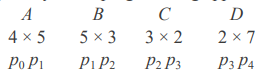 A B C D
4 × 5 5 × 3 3 × 2 2 × 7
p₀ p₁ p₁ p₂ p₂ p₃ p₃ p₄